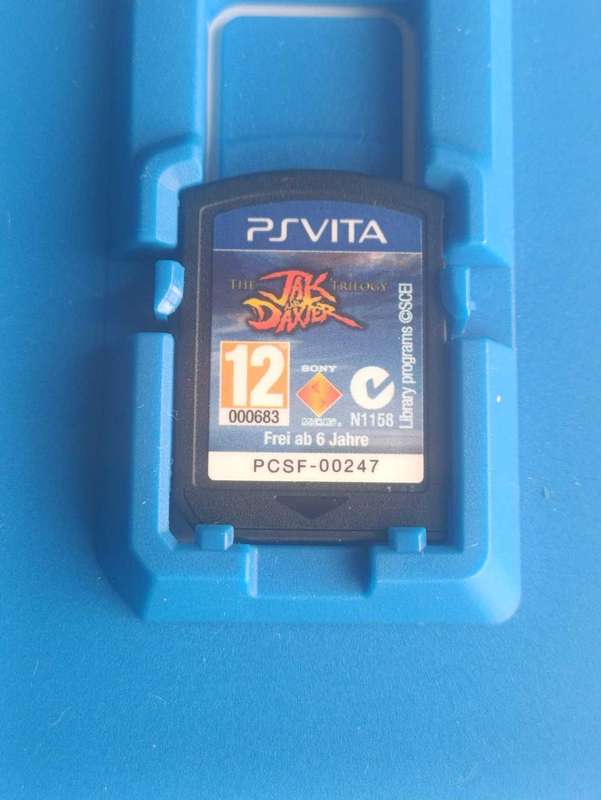 PSVITA
THE JAK AND DAXTER TRILOGY
12
000683
SONY
N1158
Library programs ©SCEI
Frei ab 6 Jahre
PCSF-00247